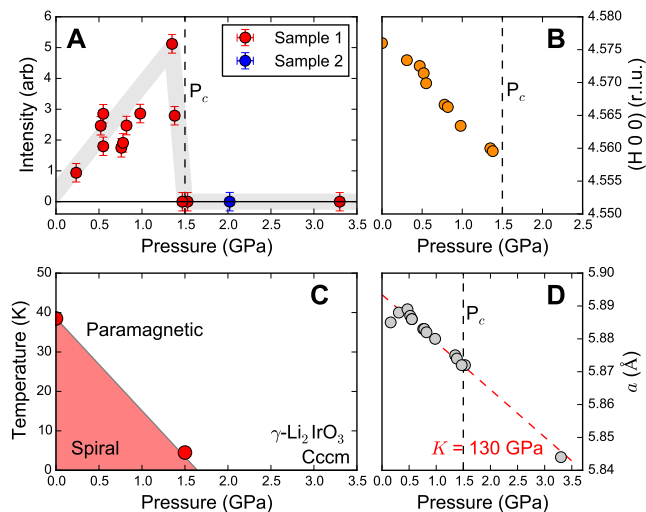 A
Sample 1
Sample 2
P_c
Intensity (arb)
6
5
4
3
2
1
0
0.0 0.5 1.0 1.5 2.0 2.5 3.0 3.5
Pressure (GPa)
B
P_c
4.580
4.575
4.570
4.565
4.560
4.555
4.550
(H 0 0) (r.l.u.)
0.0 0.5 1.0 1.5 2.0 2.5
Pressure (GPa)
C
Paramagnetic
Spiral
γ-Li₂IrO₃
Cccm
Temperature (K)
50
40
30
20
10
0
0.0 0.5 1.0 1.5 2.0 2.5 3.0 3.5
Pressure (GPa)
D
P_c
K = 130 GPa
5.90
5.89
5.88
5.87
5.86
5.85
5.84
a (Å)
0.0 0.5 1.0 1.5 2.0 2.5 3.0 3.5
Pressure (GPa)